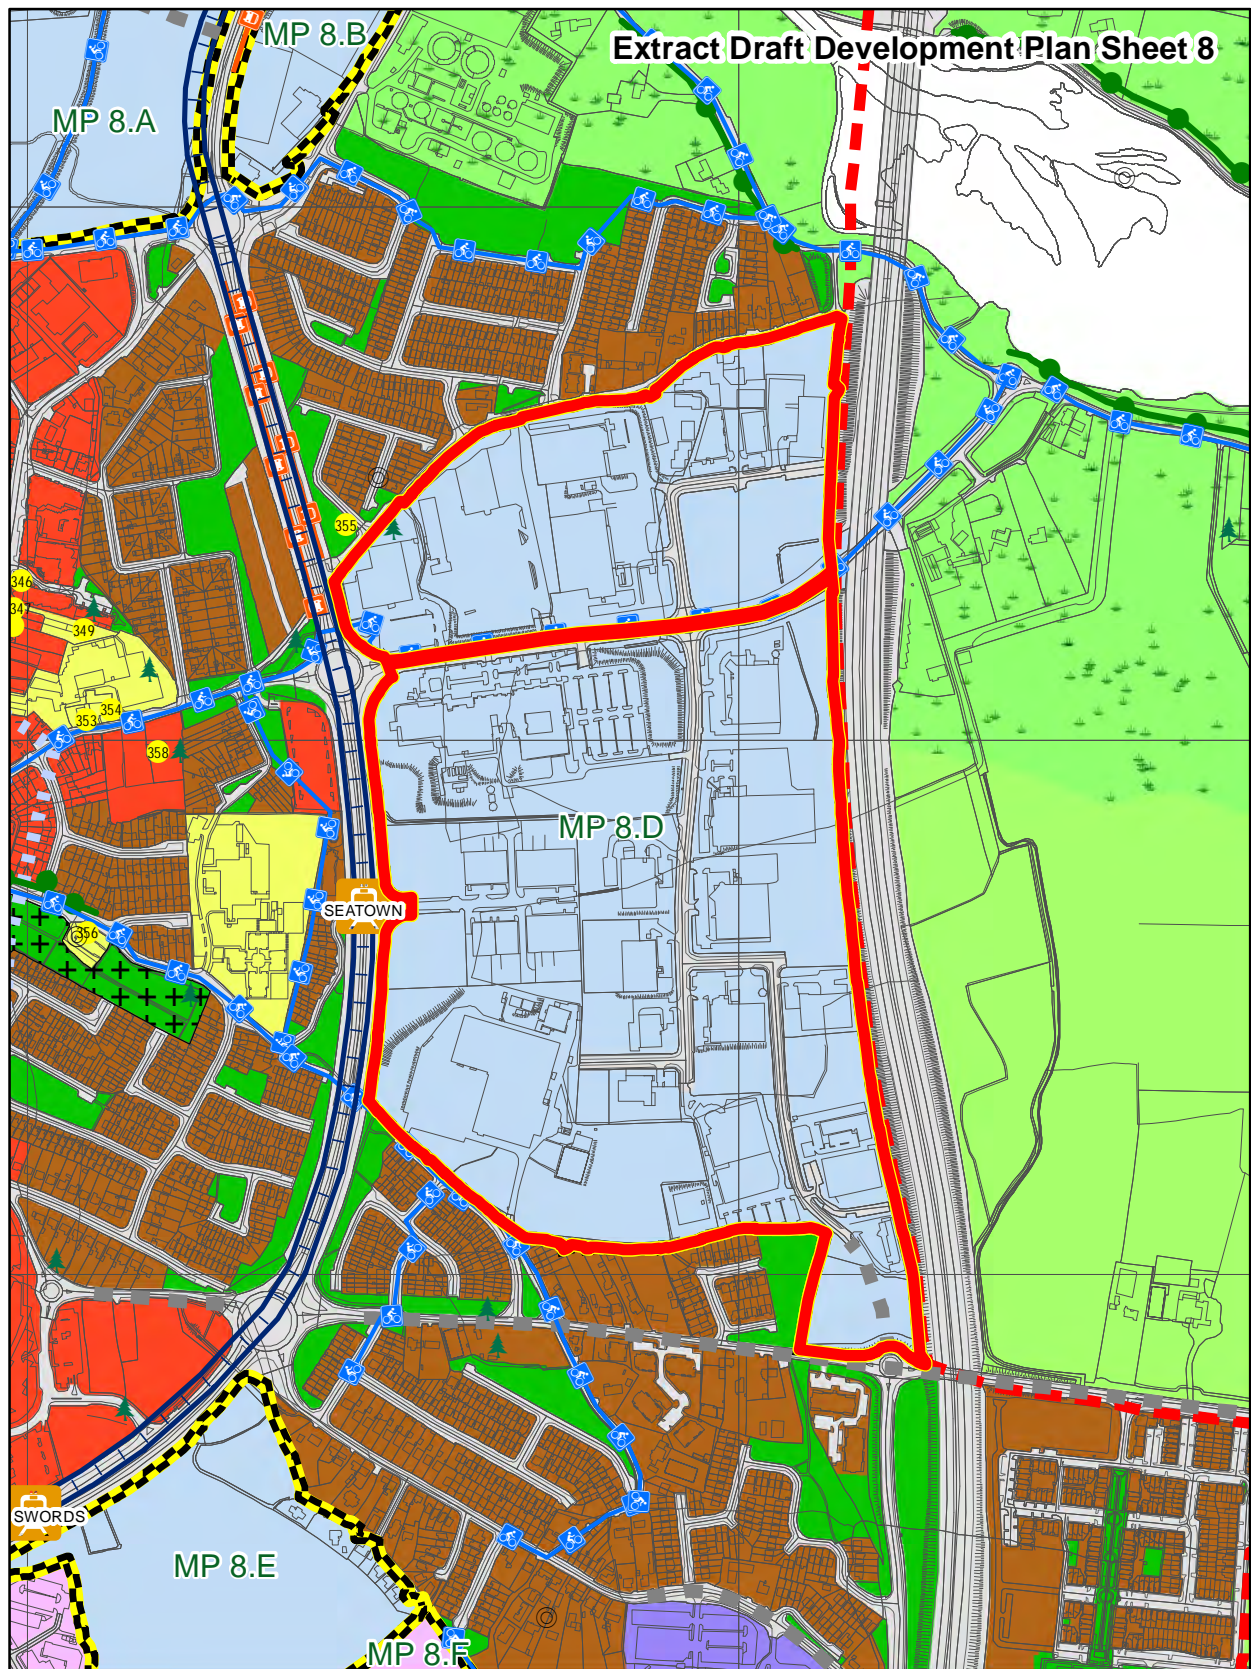 MP 8.B
Extract Draft Development Plan Sheet 8
MP 8.A
355
346
347
349
354
353
358
MP 8.D
SEATOWN
356
SWORDS
MP 8.E
MP 8.F